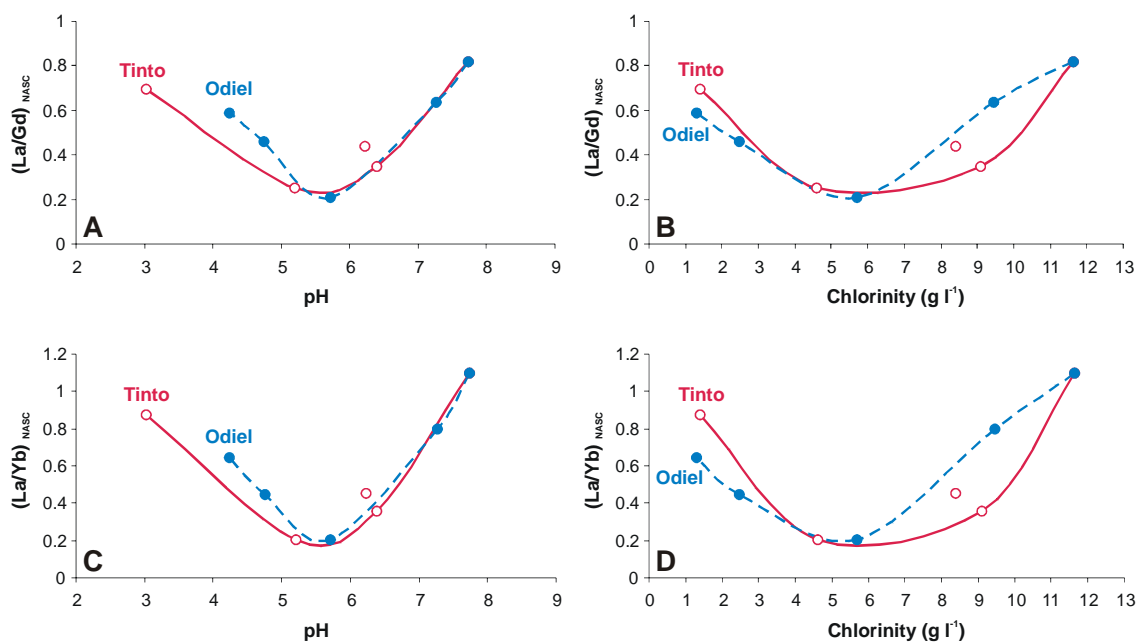 (La/Gd) NASC
1
0.8
0.6
0.4
0.2
0
Tinto
Odiel
A
2 3 4 5 6 7 8 9
pH
(La/Gd) NASC
1
0.8
0.6
0.4
0.2
0
Tinto
Odiel
B
0 1 2 3 4 5 6 7 8 9 10 11 12 13
Chlorinity (g l⁻¹)
(La/Yb) NASC
1.2
1
0.8
0.6
0.4
0.2
0
Tinto
Odiel
C
2 3 4 5 6 7 8 9
pH
(La/Yb) NASC
1.2
1
0.8
0.6
0.4
0.2
0
Tinto
Odiel
D
0 1 2 3 4 5 6 7 8 9 10 11 12 13
Chlorinity (g l⁻¹)